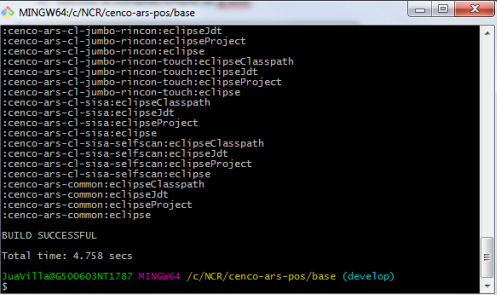 MINGW64:/c/NCR/cenco-ars-pos/base
:cenco-ars-cl-jumbo-rincon:eclipseJdt
:cenco-ars-cl-jumbo-rincon:eclipseProject
:cenco-ars-cl-jumbo-rincon:eclipse
:cenco-ars-cl-jumbo-rincon-touch:eclipseClasspath
:cenco-ars-cl-jumbo-rincon-touch:eclipseJdt
:cenco-ars-cl-jumbo-rincon-touch:eclipseProject
:cenco-ars-cl-jumbo-rincon-touch:eclipse
:cenco-ars-cl-sisa:eclipseClasspath
:cenco-ars-cl-sisa:eclipseJdt
:cenco-ars-cl-sisa:eclipseProject
:cenco-ars-cl-sisa:eclipse
:cenco-ars-cl-sisa-selfscan:eclipseClasspath
:cenco-ars-cl-sisa-selfscan:eclipseJdt
:cenco-ars-cl-sisa-selfscan:eclipseProject
:cenco-ars-cl-sisa-selfscan:eclipse
:cenco-ars-common:eclipseClasspath
:cenco-ars-common:eclipseJdt
:cenco-ars-common:eclipseProject
:cenco-ars-common:eclipse
BUILD SUCCESSFUL
Total time: 4.758 secs
JuaVilla@GS00603NT1787 MINGW64 /c/NCR/cenco-ars-pos/base (develop)
$